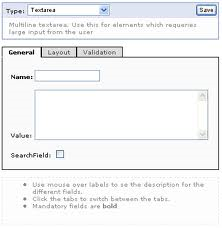 Type: Textarea Save
Multiline textarea. Use this for elements which requeries
large input from the user
General Layout Validation
Name:
Value:
SearchField:
Use mouse over labels to se the description for
the different fields.
Click the tabs to switch between the tabs.
Mandatory fields are bold